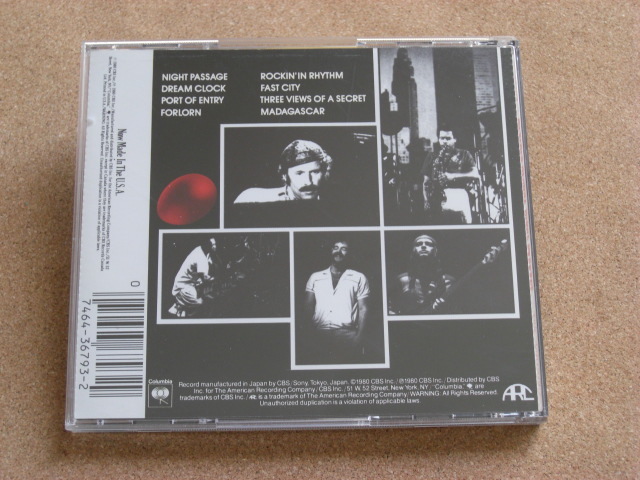 NIGHT PASSAGE
DREAM CLOCK
PORT OF ENTRY
FORLORN
ROCKIN' IN RHYTHM
FAST CITY
THREE VIEWS OF A SECRET
MADAGASCAR
Now Made In The U.S.A.
0
7464-36793-2
Columbia
Record manufactured in Japan by CBS/Sony, Tokyo, Japan. ©1980 CBS Inc./℗1980 CBS Inc./Distributed by CBS
Inc. for The American Recording Company/CBS Inc./51 W. 52 Street, New York, NY/"Columbia," are
trademarks of CBS Inc./ARC is a trademark of The American Recording Company. WARNING: All Rights Reserved.
Unauthorized duplication is a violation of applicable laws.
ARC